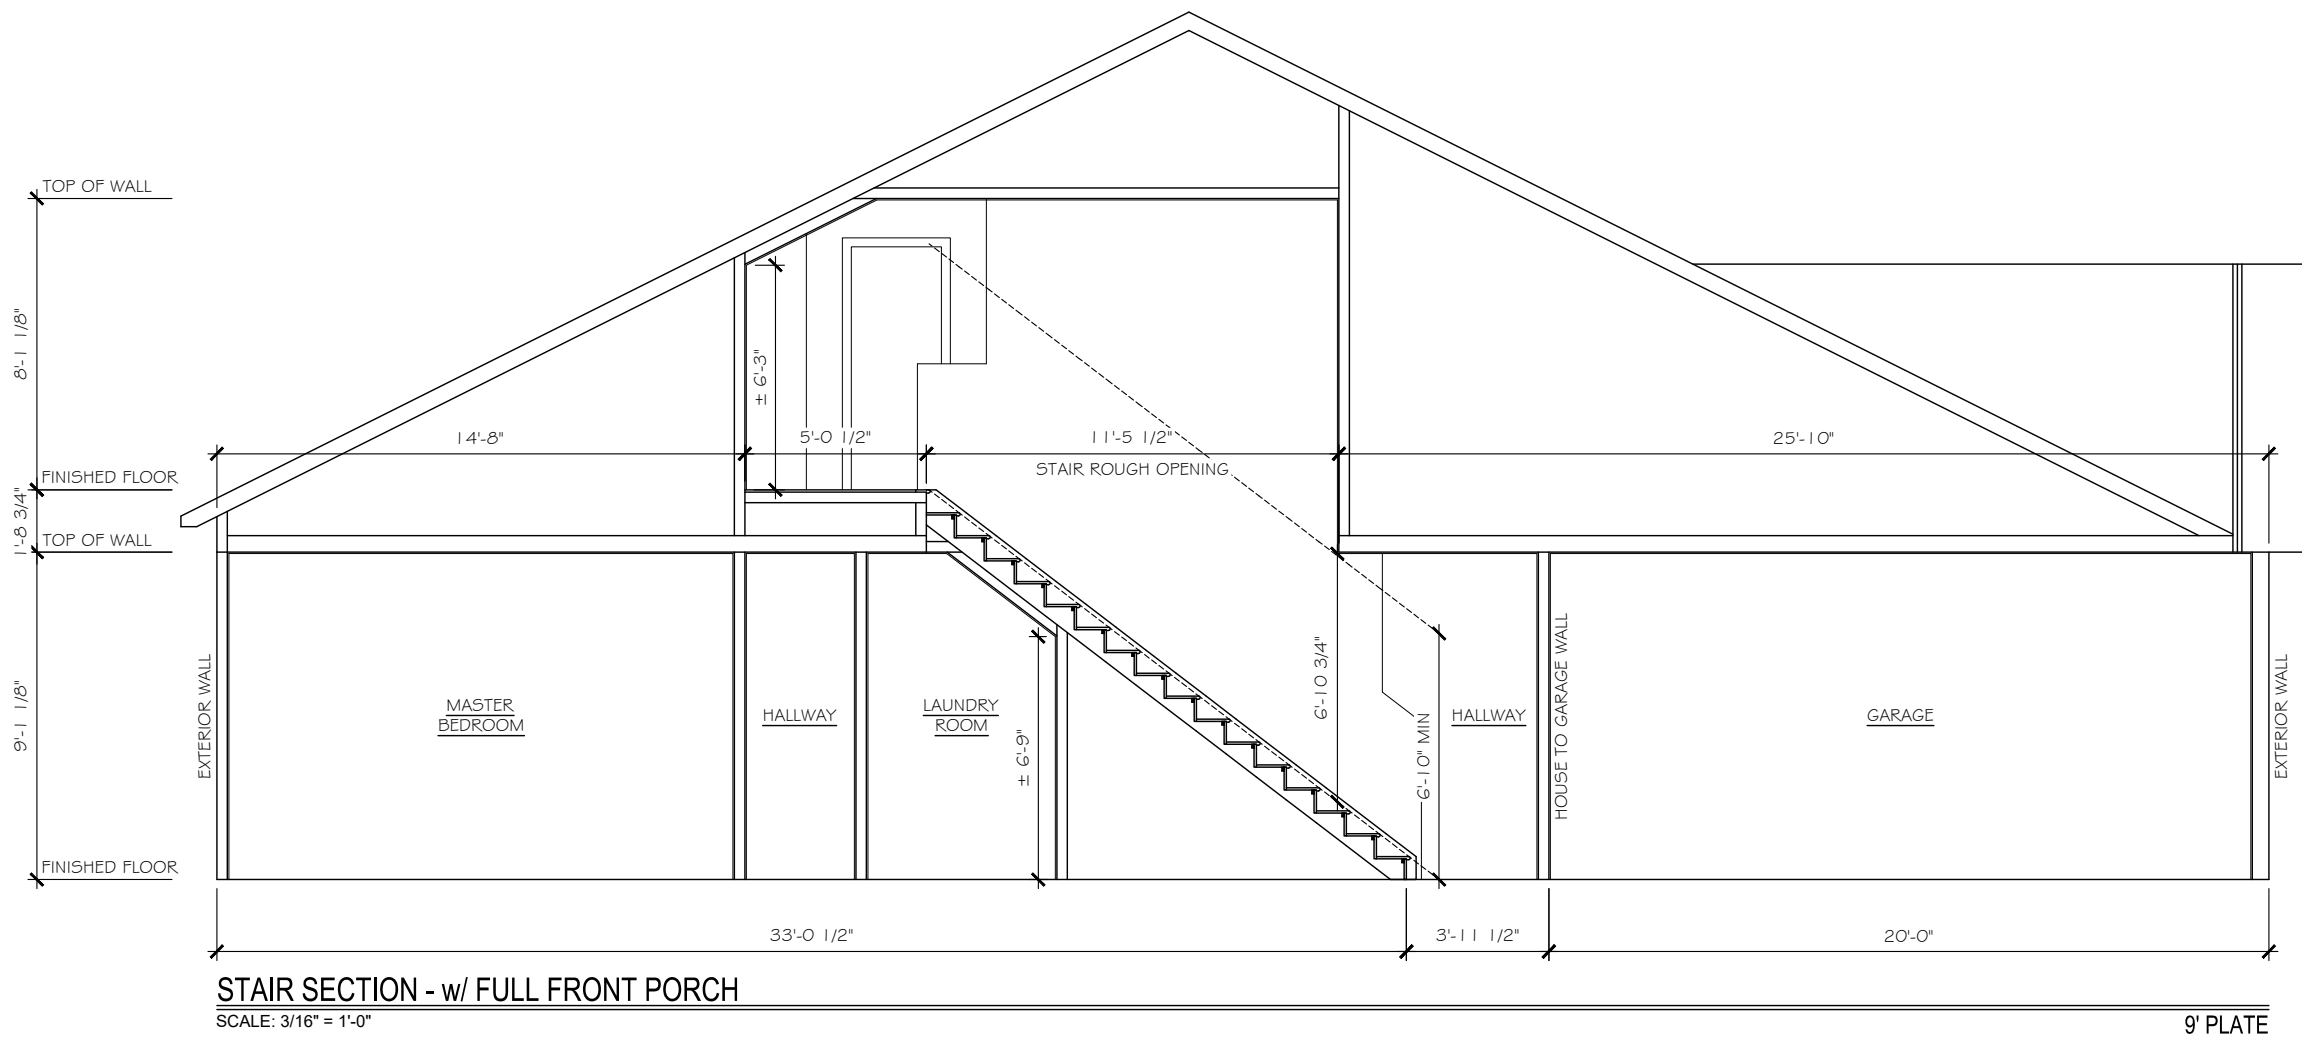 TOP OF WALL
8'-1 1/8"
± 6'-3"
14'-8"
5'-0 1/2"
11'-5 1/2"
25'-10"
STAIR ROUGH OPENING
FINISHED FLOOR
1'-8 3/4"
TOP OF WALL
9'-1 1/8"
EXTERIOR WALL
MASTER
BEDROOM
HALLWAY
LAUNDRY
ROOM
± 6'-9"
6'-10 3/4"
6'-10" MIN
HALLWAY
HOUSE TO GARAGE WALL
GARAGE
EXTERIOR WALL
FINISHED FLOOR
33'-0 1/2"
3'-11 1/2"
20'-0"
STAIR SECTION - w/ FULL FRONT PORCH
SCALE: 3/16" = 1'-0"
9' PLATE